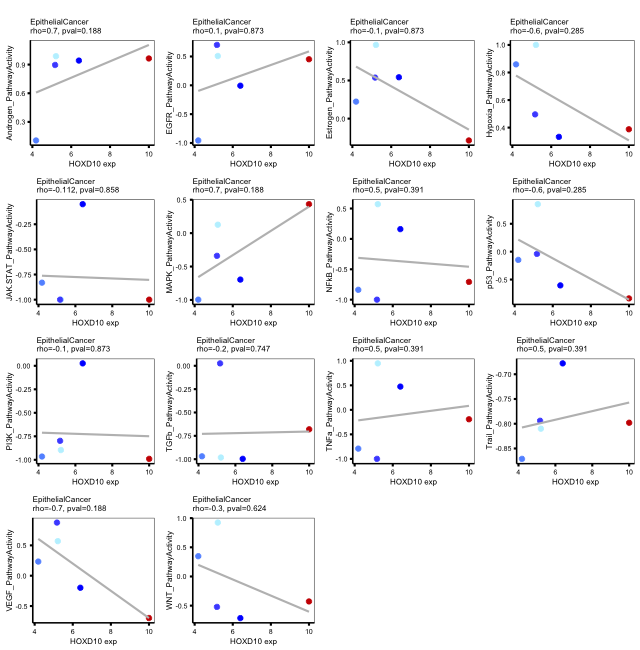 EpithelialCancer
rho=0.7, pval=0.188
Androgen_PathwayActivity
0.9
0.6
0.3
4
6
8
10
HOXD10 exp
EpithelialCancer
rho=0.1, pval=0.873
EGFR_PathwayActivity
0.5
0.0
-0.5
-1.0
4
6
8
10
HOXD10 exp
EpithelialCancer
rho=-0.1, pval=0.873
Estrogen_PathwayActivity
1.0
0.5
0.0
4
6
8
10
HOXD10 exp
EpithelialCancer
rho=-0.6, pval=0.285
Hypoxia_PathwayActivity
1.0
0.8
0.6
0.4
4
6
8
10
HOXD10 exp
EpithelialCancer
rho=-0.112, pval=0.858
JAK.STAT_PathwayActivity
-0.25
-0.50
-0.75
-1.00
4
6
8
10
HOXD10 exp
EpithelialCancer
rho=0.7, pval=0.188
MAPK_PathwayActivity
0.5
0.0
-0.5
-1.0
4
6
8
10
HOXD10 exp
EpithelialCancer
rho=0.5, pval=0.391
NFkB_PathwayActivity
0.5
0.0
-0.5
-1.0
4
6
8
10
HOXD10 exp
EpithelialCancer
rho=-0.6, pval=0.285
p53_PathwayActivity
0.5
0.0
-0.5
4
6
8
10
HOXD10 exp
EpithelialCancer
rho=-0.1, pval=0.873
PI3K_PathwayActivity
0.00
-0.25
-0.50
-0.75
-1.00
4
6
8
10
HOXD10 exp
EpithelialCancer
rho=-0.2, pval=0.747
TGFb_PathwayActivity
0.00
-0.25
-0.50
-0.75
-1.00
4
6
8
10
HOXD10 exp
EpithelialCancer
rho=0.5, pval=0.391
TNFa_PathwayActivity
1.0
0.5
0.0
-0.5
-1.0
4
6
8
10
HOXD10 exp
EpithelialCancer
rho=0.5, pval=0.391
Trail_PathwayActivity
-0.70
-0.75
-0.80
-0.85
4
6
8
10
HOXD10 exp
EpithelialCancer
rho=-0.7, pval=0.188
VEGF_PathwayActivity
0.5
0.0
-0.5
4
6
8
10
HOXD10 exp
EpithelialCancer
rho=-0.3, pval=0.624
WNT_PathwayActivity
1.0
0.5
0.0
-0.5
4
6
8
10
HOXD10 exp